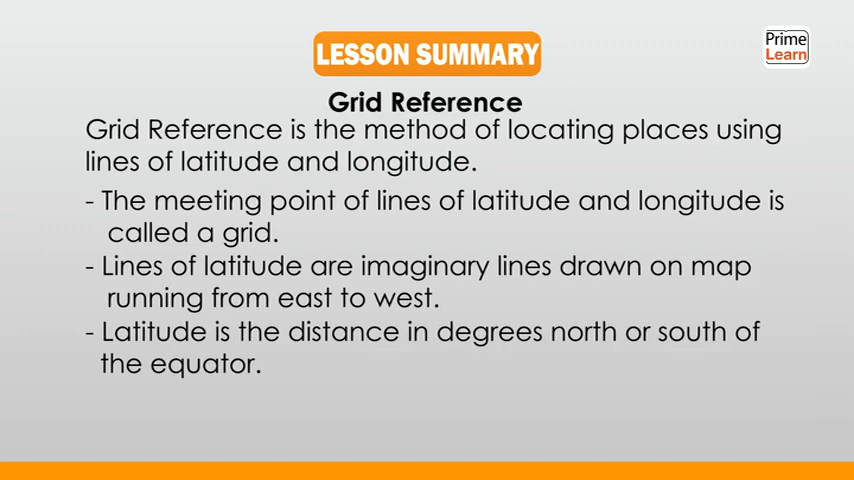 LESSON SUMMARY
Prime
Learn
Grid Reference
Grid Reference is the method of locating places using
lines of latitude and longitude.
- The meeting point of lines of latitude and longitude is
called a grid.
- Lines of latitude are imaginary lines drawn on map
running from east to west.
- Latitude is the distance in degrees north or south of
the equator.